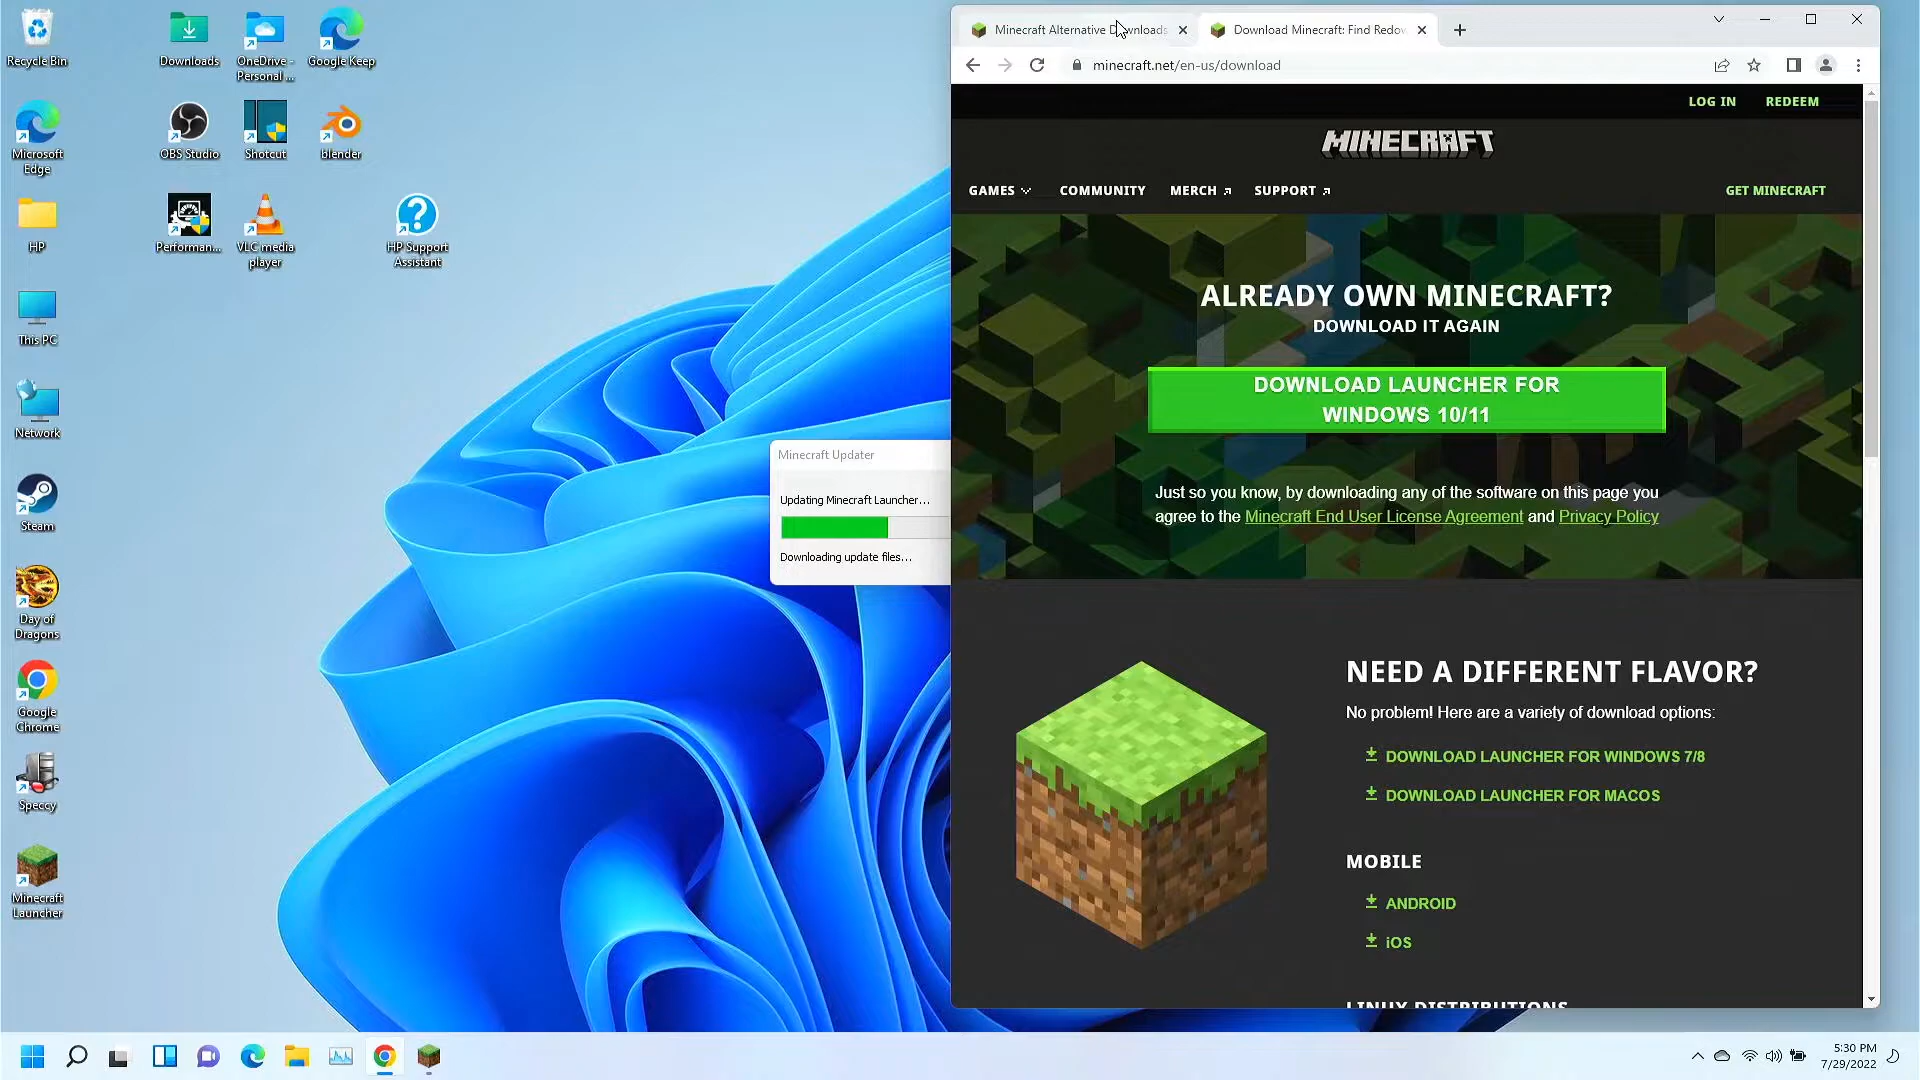 Recycle Bin
Downloads
OneDrive -
Personal ...
Google Keep
Microsoft
Edge
OBS Studio
Shotcut
blender
HP
Performan...
VLC media
player
HP Support
Assistant
This PC
Network
Steam
Day of
Dragons
Google
Chrome
Speccy
Minecraft
Launcher
Minecraft Updater
Updating Minecraft Launcher...
Downloading update files...
Minecraft Alternative Downloads
Download Minecraft: Find Redov
minecraft.net/en-us/download
LOG IN
REDEEM
MINECRAFT
GAMES
COMMUNITY
MERCH
SUPPORT
GET MINECRAFT
ALREADY OWN MINECRAFT?
DOWNLOAD IT AGAIN
DOWNLOAD LAUNCHER FOR
WINDOWS 10/11
Just so you know, by downloading any of the software on this page you
agree to the Minecraft End User License Agreement and Privacy Policy
NEED A DIFFERENT FLAVOR?
No problem! Here are a variety of download options:
DOWNLOAD LAUNCHER FOR WINDOWS 7/8
DOWNLOAD LAUNCHER FOR MACOS
MOBILE
ANDROID
iOS
LINUX DISTRIBUTIONS
5:30 PM
7/29/2022